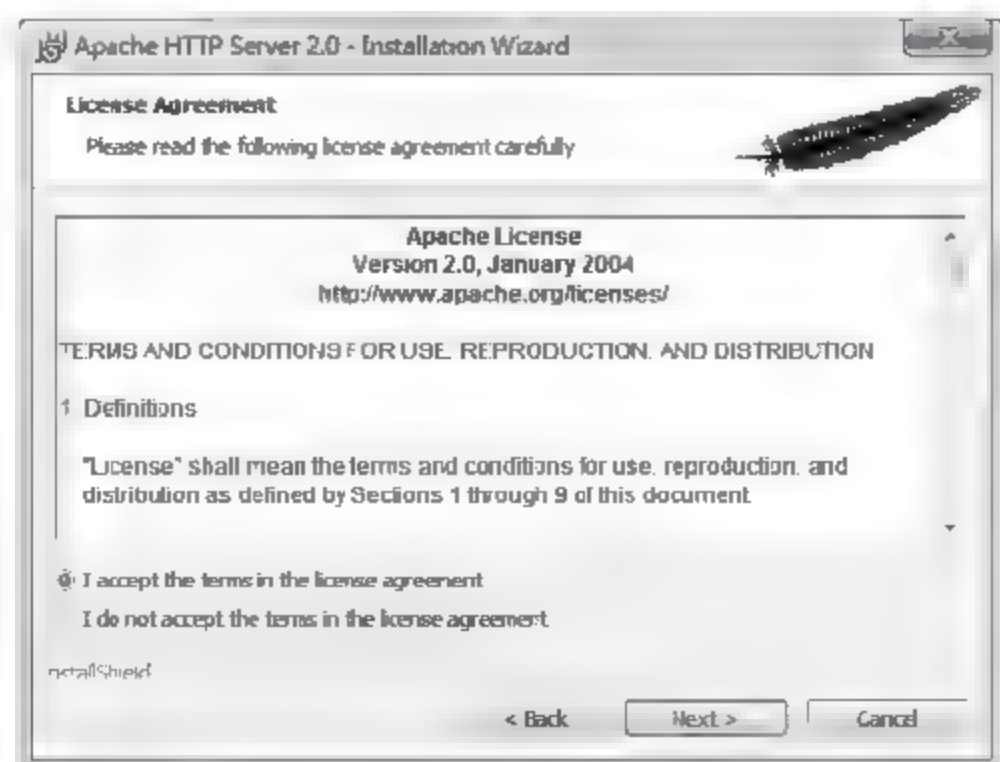 Apache HTTP Server 2.0 - Installation Wizard
License Agreement
Please read the following license agreement carefully
Apache License
Version 2.0, January 2004
http://www.apache.org/licenses/
TERMS AND CONDITIONS FOR USE, REPRODUCTION, AND DISTRIBUTION
1. Definitions
"License" shall mean the terms and conditions for use, reproduction, and
distribution as defined by Sections 1 through 9 of this document.
I accept the terms in the license agreement
I do not accept the terms in the license agreement
InstallShield
< Back
Next >
Cancel